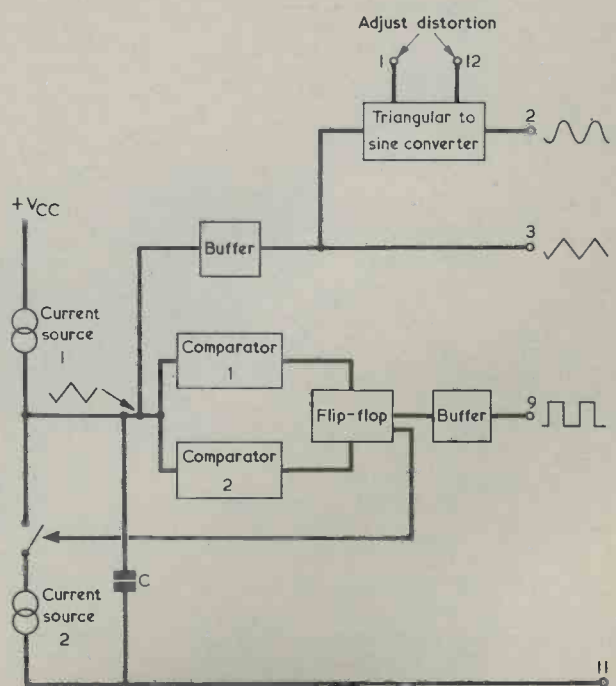 Adjust distortion
1
12
Triangular to
sine converter
2
+ VCC
Buffer
3
Current
source
1
Comparator
1
Flip-flop
Buffer
9
Comparator
2
C
Current
source
2
11